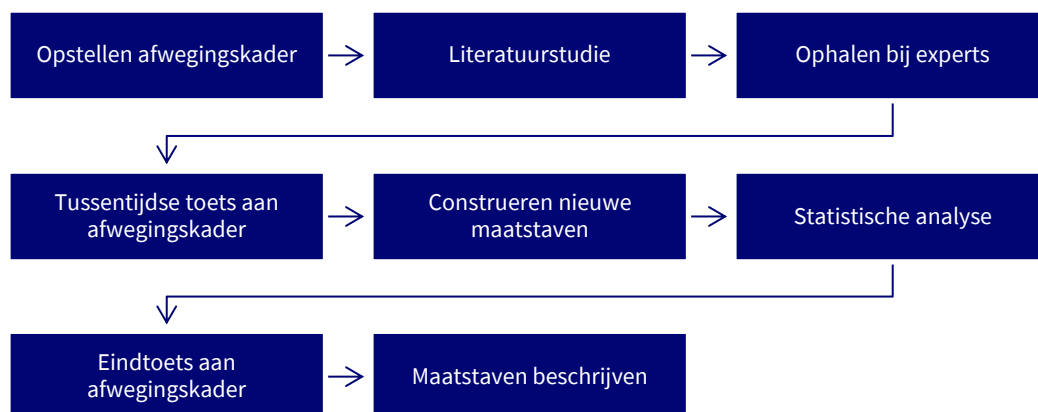 Opstellen afwegingskader
Literatuurstudie
Ophalen bij experts
Tussentijdse toets aan
afwegingskader
Construeren nieuwe
maatstaven
Statistische analyse
Eindtoets aan
afwegingskader
Maatstaven beschrijven